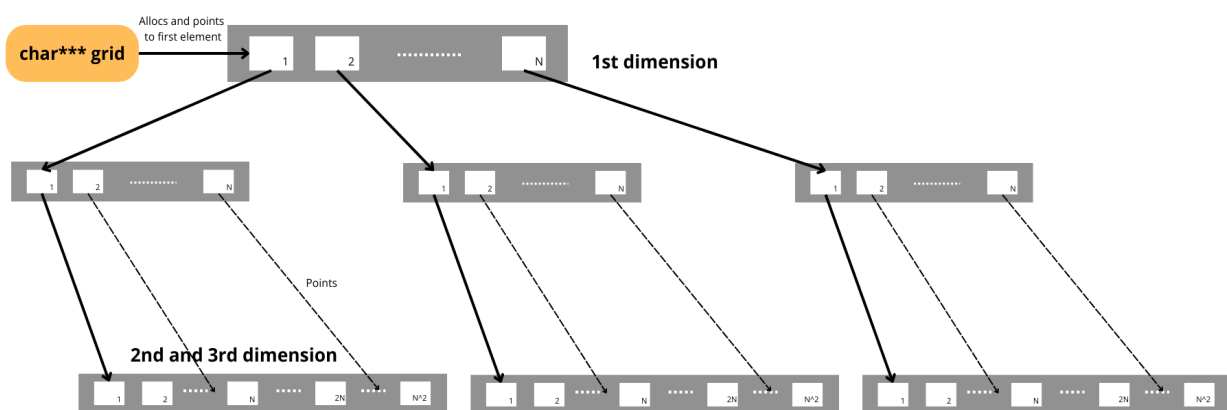 Allocs and points
to first element
char*** grid
1
2
N
1st dimension
1
2
N
1
2
N
1
2
N
Points
2nd and 3rd dimension
1
2
N
2N
N^2
1
2
N
2N
N^2
1
2
N
2N
N^2